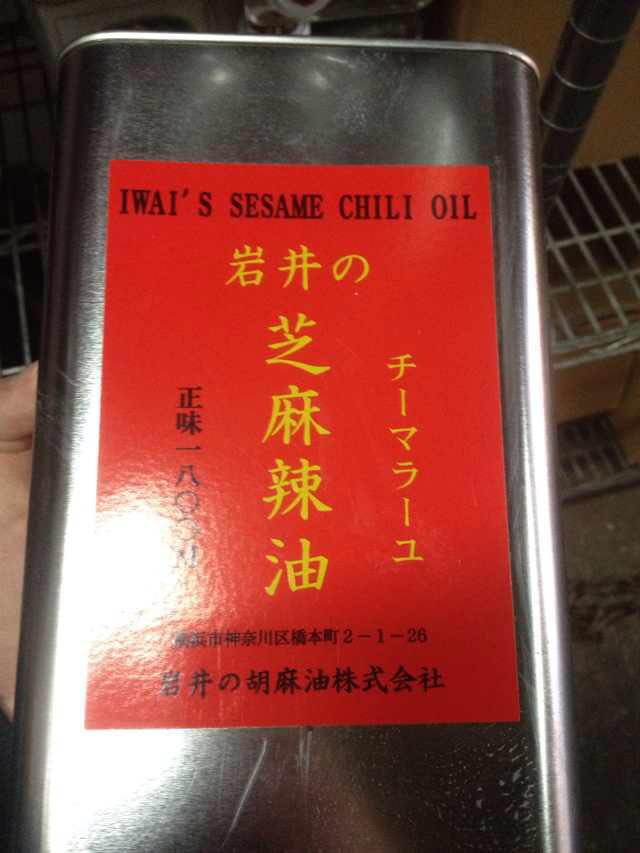 IWAI'S SESAME CHILI OIL
岩井の
芝麻辣油
チーマラーユ
正味一八〇〇
横浜市神奈川区橋本町2-1-26
岩井の胡麻油株式会社